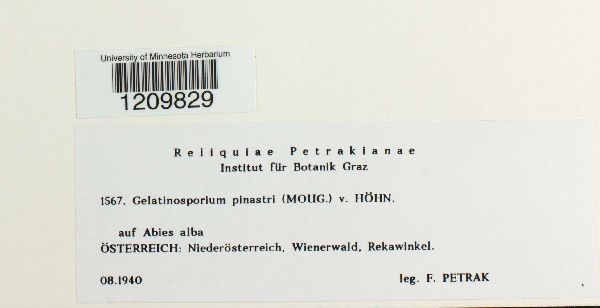 University of Minnesota Herbarium
1209829
Reliquiae Petrakianae
Institut für Botanik Graz
1567. Gelatinosporium pinastri (MOUG.) v. HÖHN.
auf Abies alba
ÖSTERREICH: Niederösterreich, Wienerwald, Rekawinkel.
08.1940 leg. F. PETRAK